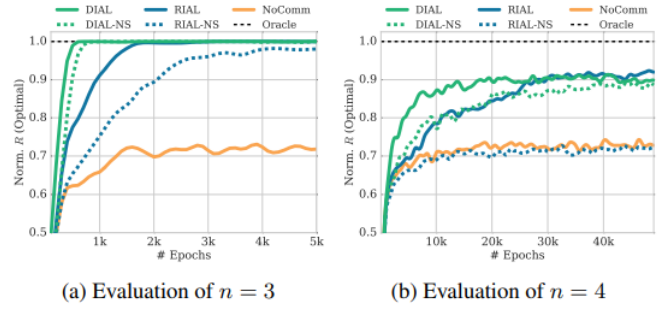 DIAL RIAL NoComm
DIAL-NS RIAL-NS Oracle
Norm. R (Optimal)
1.0
0.9
0.8
0.7
0.6
0.5
1k 2k 3k 4k 5k
# Epochs
(a) Evaluation of n = 3
DIAL RIAL NoComm
DIAL-NS RIAL-NS Oracle
Norm. R (Optimal)
1.0
0.9
0.8
0.7
0.6
0.5
10k 20k 30k 40k
# Epochs
(b) Evaluation of n = 4